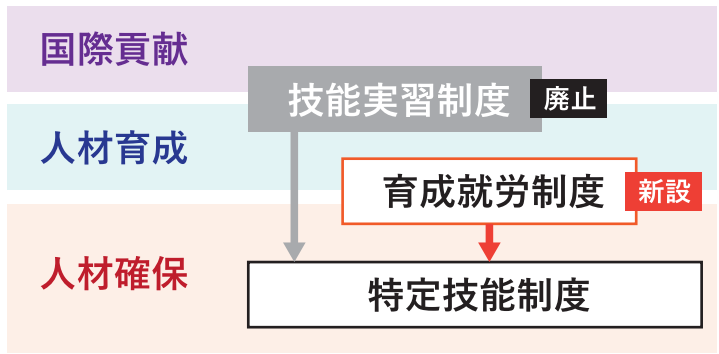 国際貢献
技能実習制度
廃止
人材育成
育成就労制度
新設
人材確保
特定技能制度